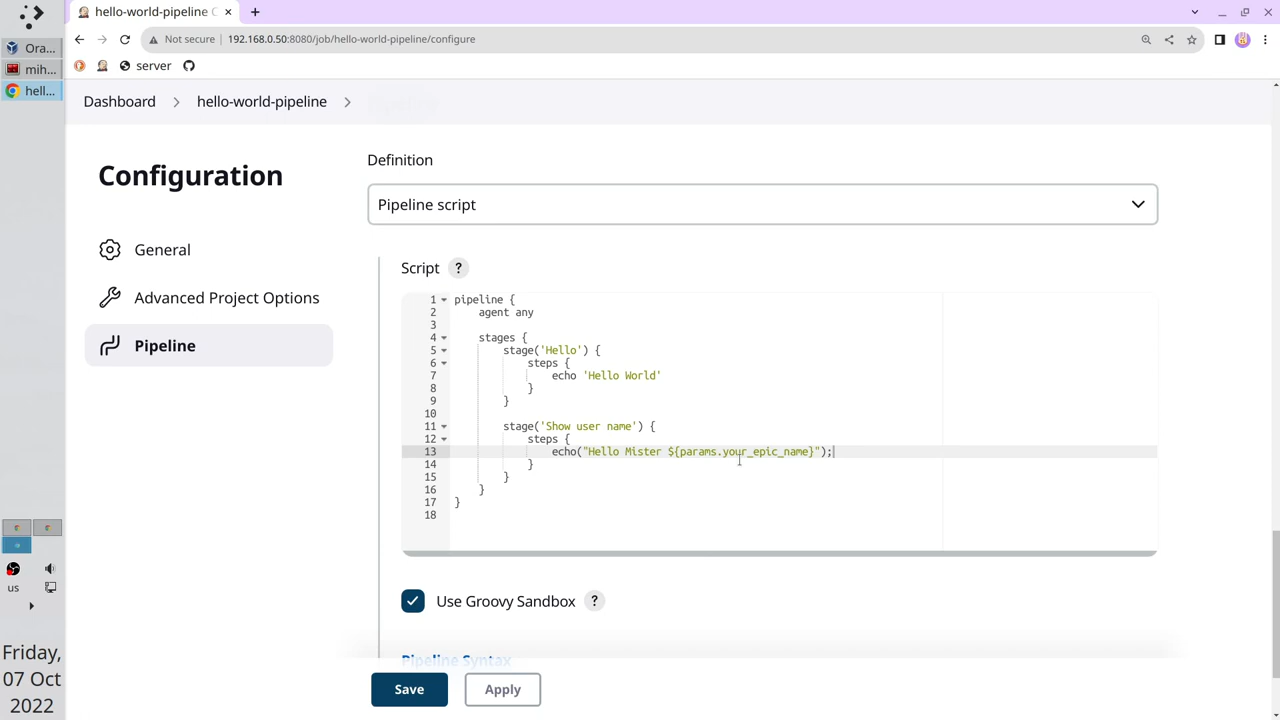 hello-world-pipeline C
Not secure 192.168.0.50:8080/job/hello-world-pipeline/configure
server
Ora...
mih...
hell...
Dashboard hello-world-pipeline
Pipeline
Configuration
General
Advanced Project Options
Pipeline
Definition
Pipeline script
Script ?
1 pipeline {
2 agent any
3
4 stages {
5 stage('Hello') {
6 steps {
7 echo 'Hello World'
8 }
9 }
10
11 stage('Show user name') {
12 steps {
13 echo("Hello Mister ${params.your_epic_name}");
14 }
15 }
16 }
17 }
18
Use Groovy Sandbox ?
Pipeline Syntax
Save Apply
us
Friday,
07 Oct
2022